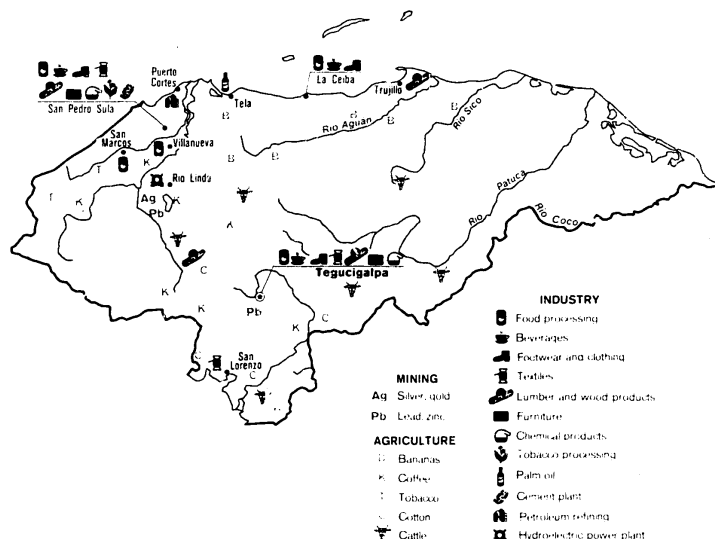 Puerto
Cortes
San Pedro Sula
La Ceiba
Tela
Trujillo
B
B
B
B
Rio Aguan
Rio Sico
B
B
San
Marcos
Villanueva
K
T
T
K
Rio Lindo
Ag
K
Pb
K
Rio Patuca
Rio Coco
C
Tegucigalpa
K
K
Pb
K
C
C
San
Lorenzo
C
MINING
Ag Silver, gold
Pb Lead, zinc
AGRICULTURE
B Bananas
K Coffee
T Tobacco
C Cotton
Cattle
INDUSTRY
Food processing
Beverages
Footwear and clothing
Textiles
Lumber and wood products
Furniture
Chemical products
Tobacco processing
Palm oil
Cement plant
Petroleum refining
Hydroelectric power plant